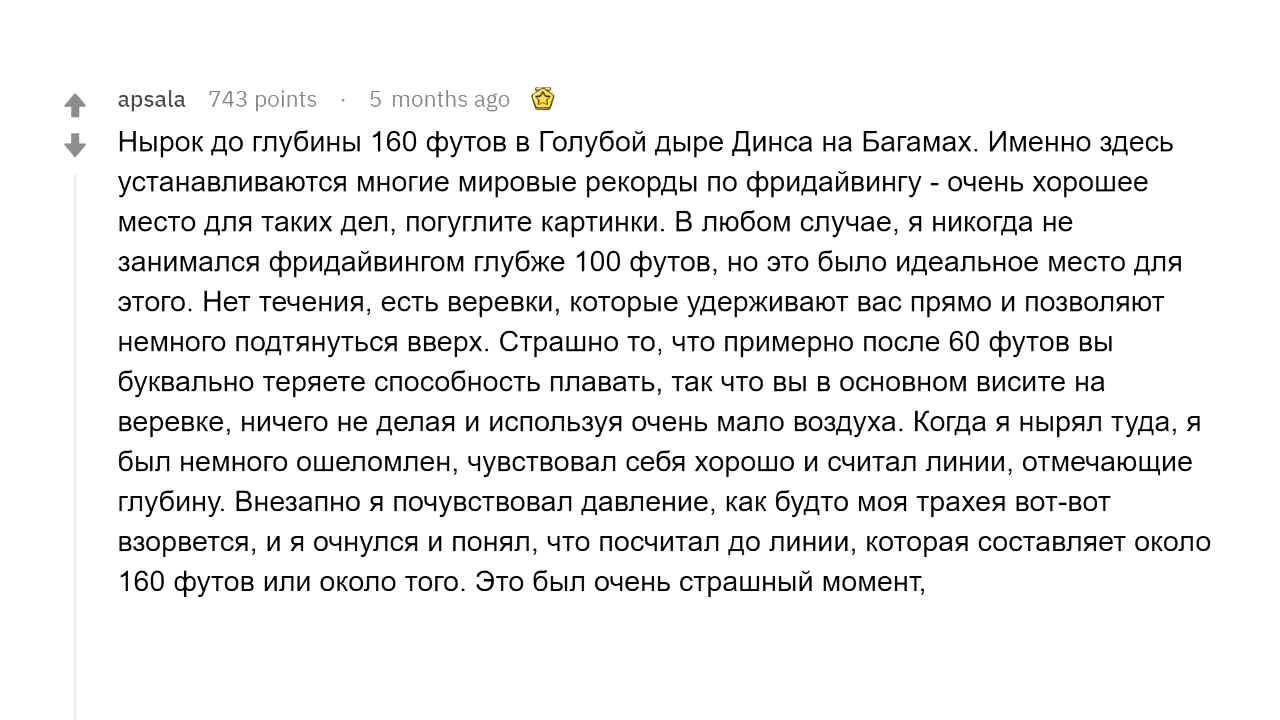 apsala 743 points · 5 months ago
Нырок до глубины 160 футов в Голубой дыре Динса на Багамах. Именно здесь
устанавливаются многие мировые рекорды по фридайвингу - очень хорошее
место для таких дел, погуглите картинки. В любом случае, я никогда не
занимался фридайвингом глубже 100 футов, но это было идеальное место для
этого. Нет течения, есть веревки, которые удерживают вас прямо и позволяют
немного подтянуться вверх. Страшно то, что примерно после 60 футов вы
буквально теряете способность плавать, так что вы в основном висите на
веревке, ничего не делая и используя очень мало воздуха. Когда я нырял туда, я
был немного ошеломлен, чувствовал себя хорошо и считал линии, отмечающие
глубину. Внезапно я почувствовал давление, как будто моя трахея вот-вот
взорвется, и я очнулся и понял, что посчитал до линии, которая составляет около
160 футов или около того. Это был очень страшный момент,